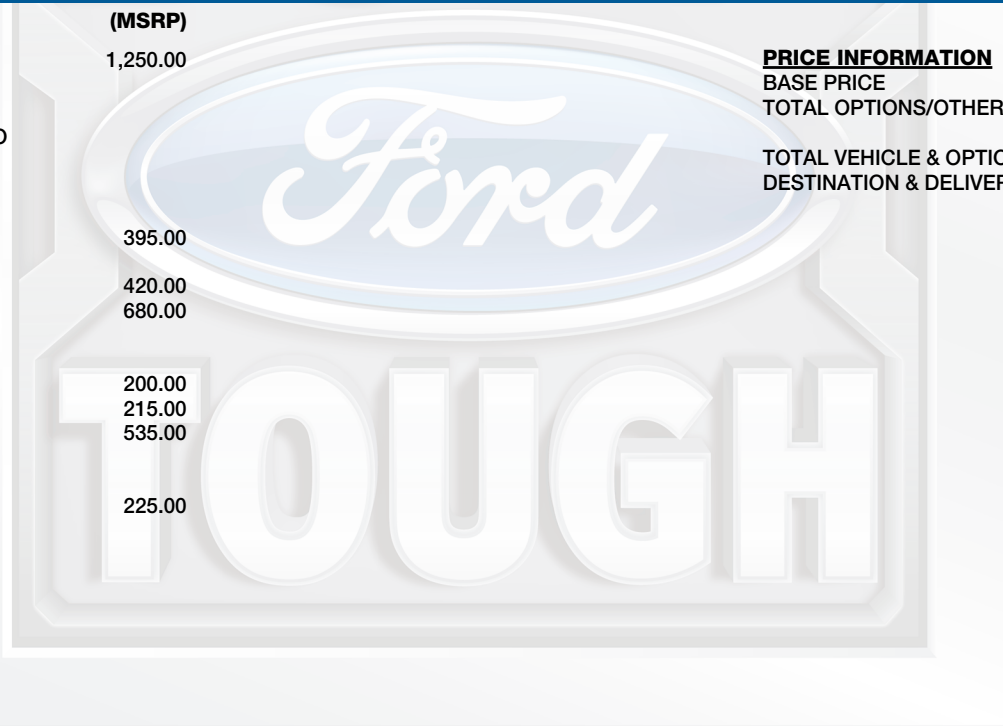 (MSRP)
1,250.00
395.00
420.00
680.00
200.00
215.00
535.00
225.00
PRICE INFORMATION
BASE PRICE
TOTAL OPTIONS/OTHER
TOTAL VEHICLE & OPTIO
DESTINATION & DELIVER
Ford
TOUGH